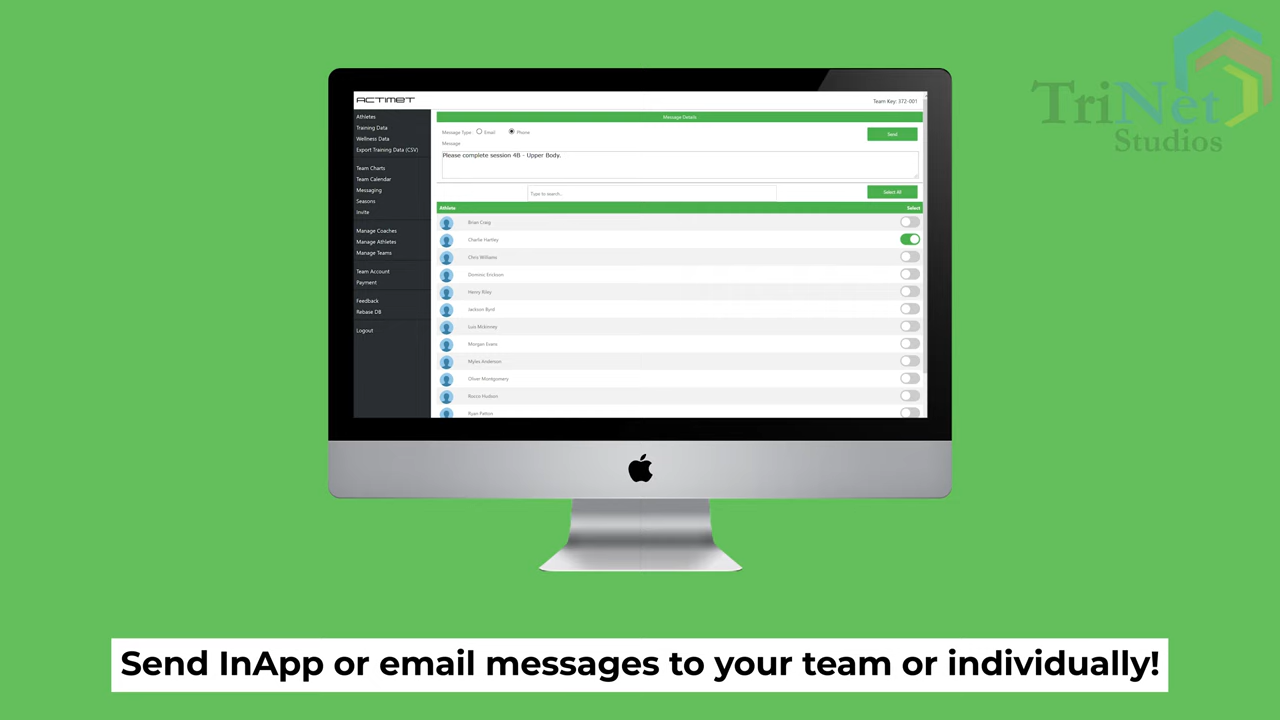 TriNet
Studios
ACTIMET
Team Key: 372-001
Athletes
Training Data
Wellness Data
Export Training Data (CSV)
Team Charts
Team Calendar
Messaging
Seasons
Invite
Manage Coaches
Manage Athletes
Manage Teams
Team Account
Payment
Feedback
Rebase DB
Logout
Message Details
Message Type : Email Phone
Send
Message
Please complete session 4B - Upper Body.
Type to search..
Select All
Athlete Select
Brian Craig
Charlie Hartley
Chris Williams
Dominic Erickson
Henry Riley
Jackson Byrd
Luis Mckinney
Morgan Evans
Myles Anderson
Oliver Montgomery
Rocco Hudson
Ryan Patton
Send InApp or email messages to your team or individually!